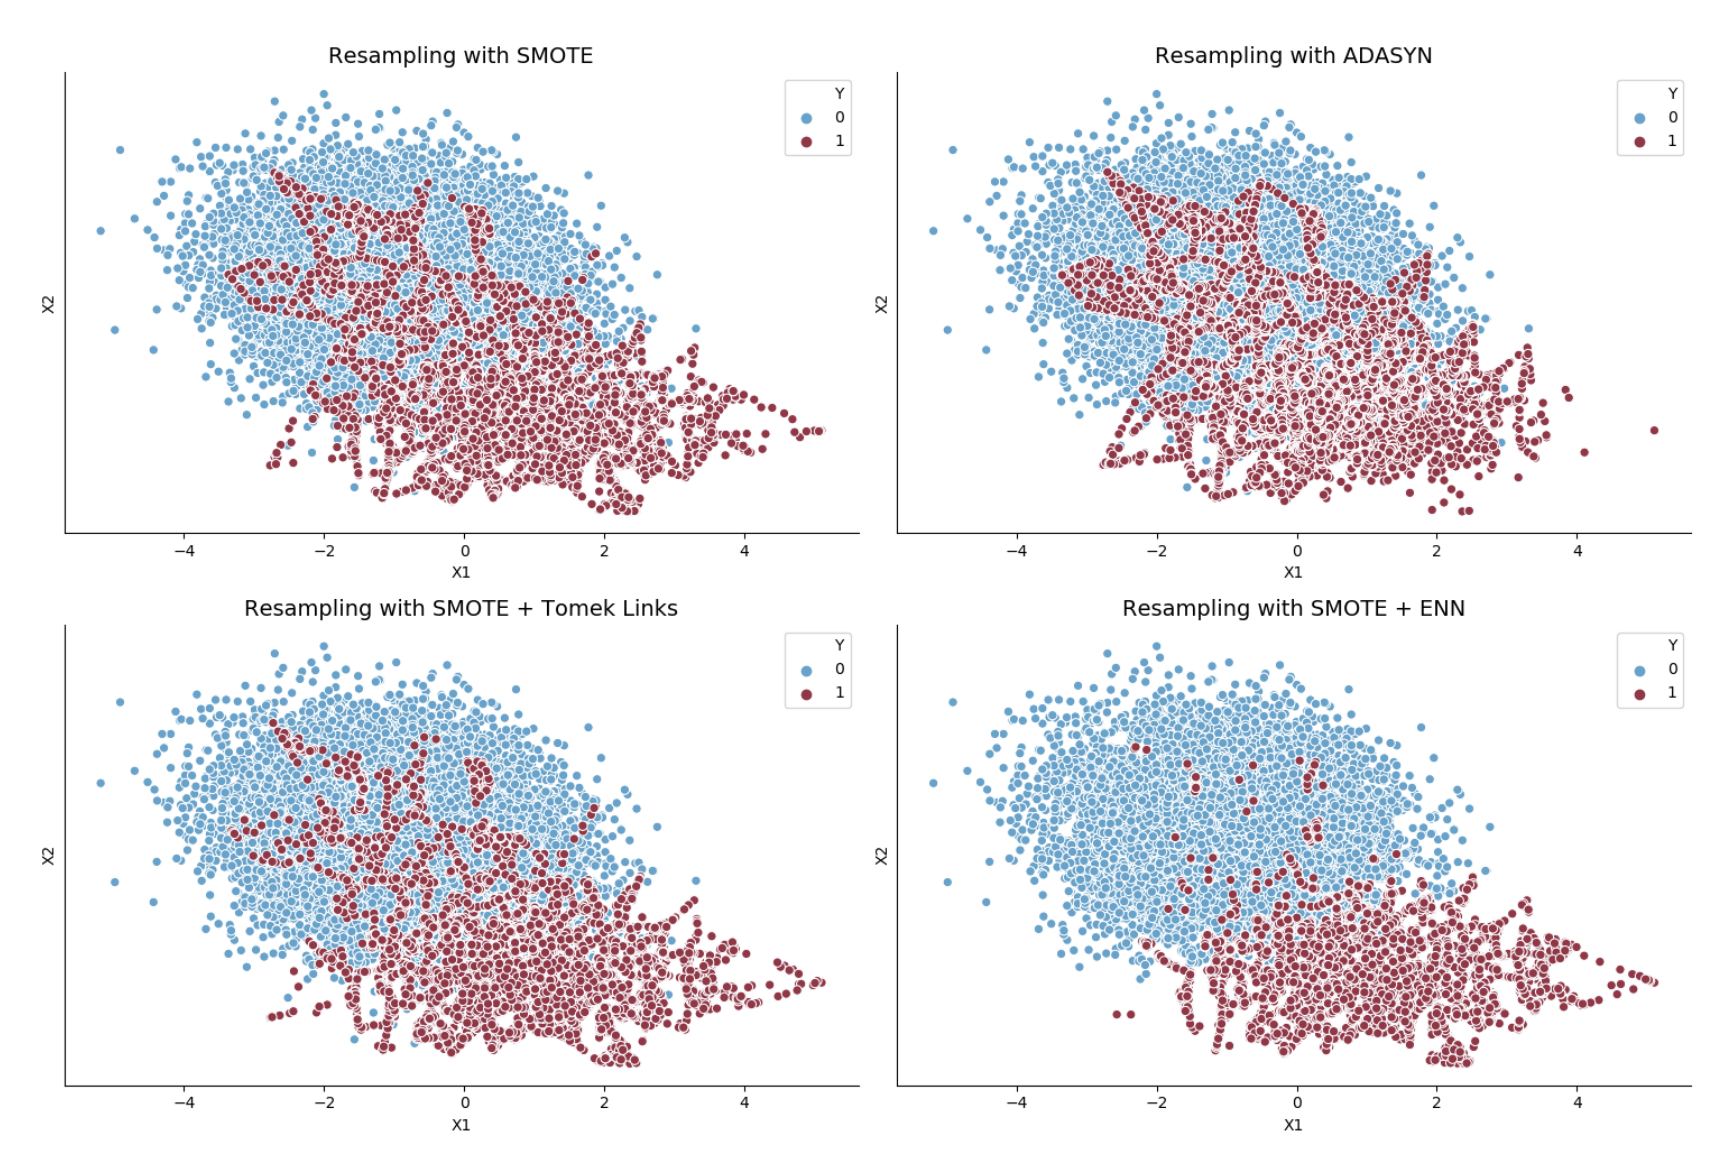 Resampling with SMOTE
Y
0
1
X2
−4 −2 0 2 4
X1
Resampling with ADASYN
Y
0
1
X2
−4 −2 0 2 4
X1
Resampling with SMOTE + Tomek Links
Y
0
1
X2
−4 −2 0 2 4
X1
Resampling with SMOTE + ENN
Y
0
1
X2
−4 −2 0 2 4
X1